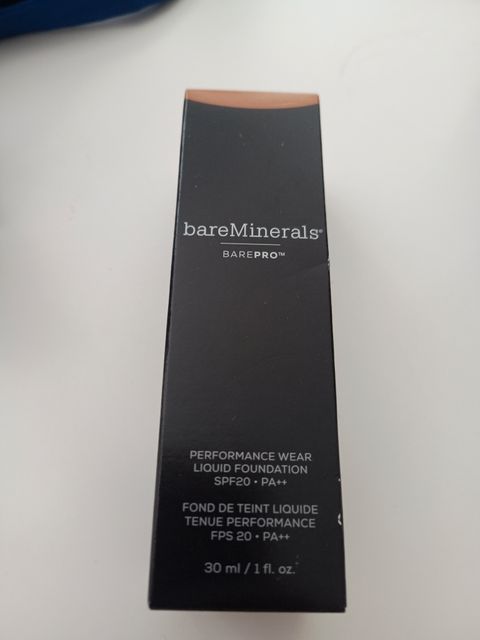 bareMinerals®
BAREPRO™
PERFORMANCE WEAR
LIQUID FOUNDATION
SPF20 • PA++
FOND DE TEINT LIQUIDE
TENUE PERFORMANCE
FPS 20 • PA++
30 ml / 1 fl. oz.